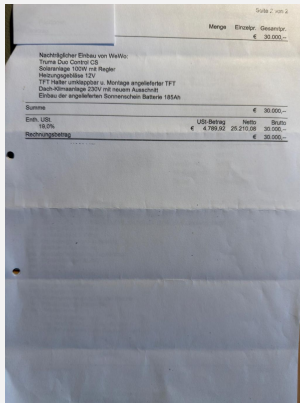 Seite 2 von 2
Menge Einzelpr. Gesamtpr.
€ 30.000,--
Nachträglicher Einbau von WeWo:
Truma Duo Control CS
Solaranlage 100W mit Regler
Heizungsgebläse 12V
TFT Halter umklappbar u. Montage angelieferter TFT
Dach-Klimaanlage 230V mit neuem Ausschnitt
Einbau der angelieferten Sonnenschein Batterie 185Ah
Summe € 30.000,--
Enth. USt. USt-Betrag Netto Brutto
19,0% € 4.789,92 25.210,08 30.000,--
Rechnungsbetrag € 30.000,--